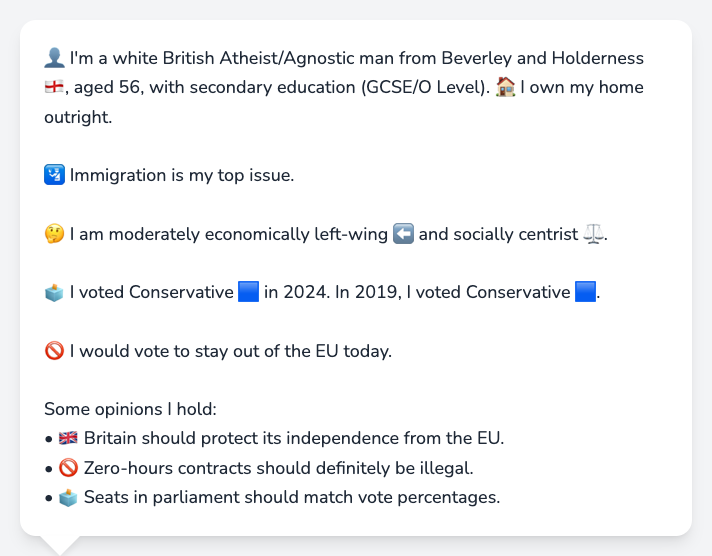 👤 I'm a white British Atheist/Agnostic man from Beverley and Holderness
🏴󠁧󠁢󠁥󠁮󠁧󠁿, aged 56, with secondary education (GCSE/O Level). 🏠 I own my home
outright.
🛂 Immigration is my top issue.
🤔 I am moderately economically left-wing ⬅️ and socially centrist ⚖️.
🗳️ I voted Conservative 🟦 in 2024. In 2019, I voted Conservative 🟦.
🚫 I would vote to stay out of the EU today.
Some opinions I hold:
• 🇬🇧 Britain should protect its independence from the EU.
• 🚫 Zero-hours contracts should definitely be illegal.
• 🗳️ Seats in parliament should match vote percentages.